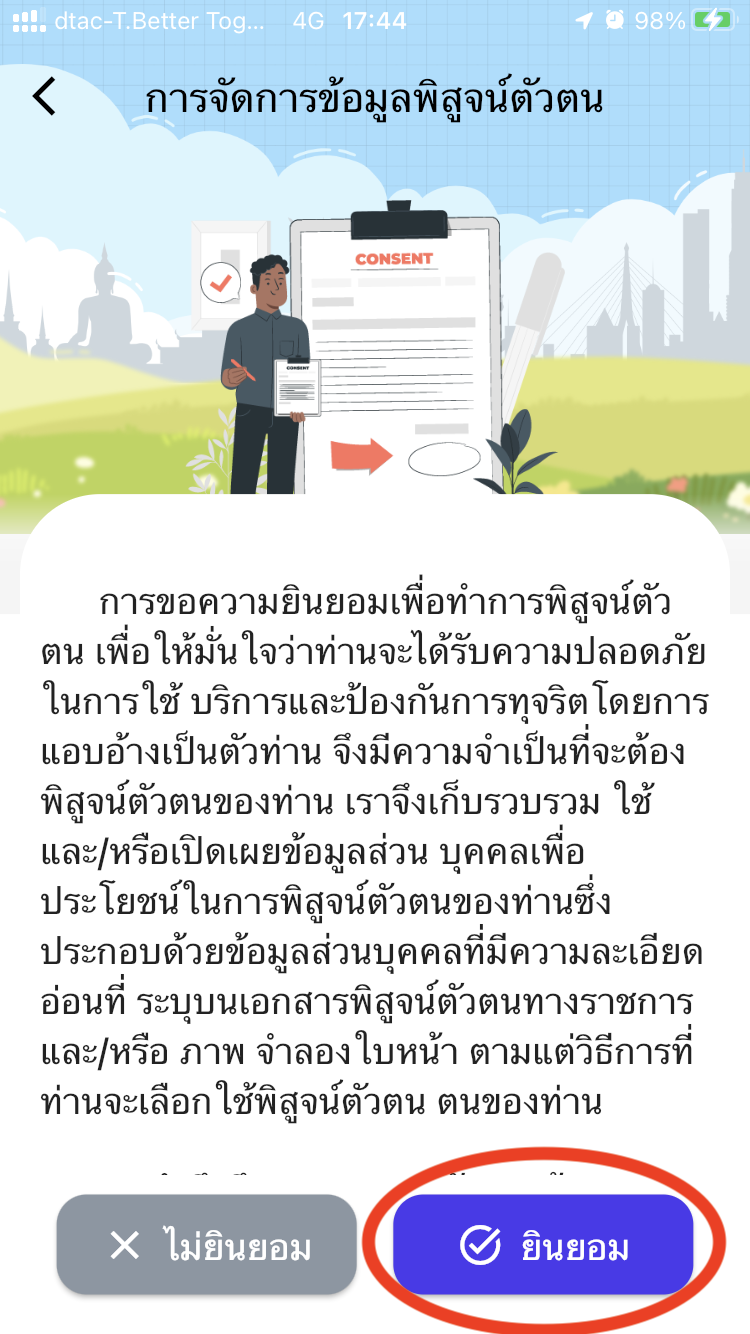 dtac-T.Better Tog... 4G 17:44 98%
การจัดการข้อมูลพิสูจน์ตัวตน
CONSENT
CONSENT
การขอความยินยอมเพื่อทำการพิสูจน์ตัว
ตน เพื่อให้มั่นใจว่าท่านจะได้รับความปลอดภัย
ในการใช้ บริการและป้องกันการทุจริตโดยการ
แอบอ้างเป็นตัวท่าน จึงมีความจำเป็นที่จะต้อง
พิสูจน์ตัวตนของท่าน เราจึงเก็บรวบรวม ใช้
และ/หรือเปิดเผยข้อมูลส่วน บุคคลเพื่อ
ประโยชน์ในการพิสูจน์ตัวตนของท่านซึ่ง
ประกอบด้วยข้อมูลส่วนบุคคลที่มีความละเอียด
อ่อนที่ ระบุบนเอกสารพิสูจน์ตัวตนทางราชการ
และ/หรือ ภาพ จำลองใบหน้า ตามแต่วิธีการที่
ท่านจะเลือกใช้พิสูจน์ตัวตน ตนของท่าน
ไม่ยินยอม ยินยอม